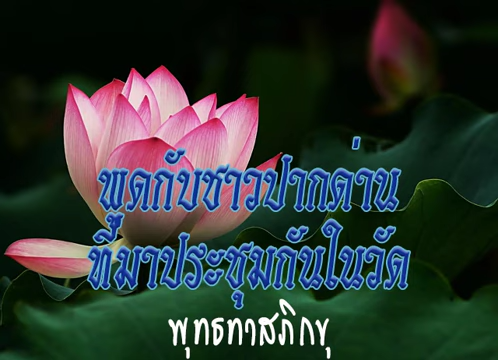 พูดกับชาวปากด่าน
ที่มาประชุมกันในวัด
พุทธทาสภิกขุ